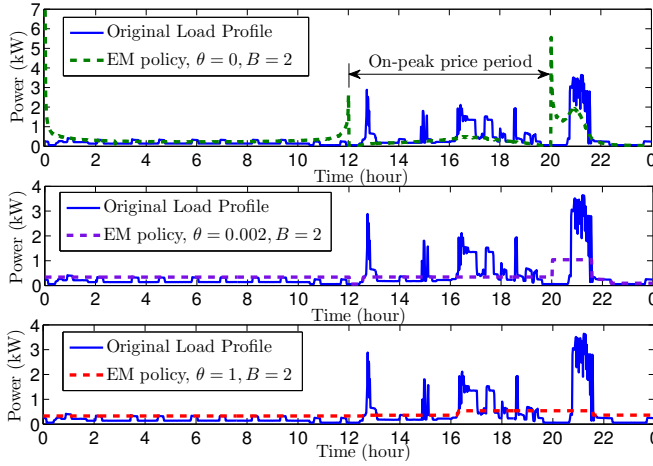 7
6
5
4
3
2
1
0
Power (kW)
Original Load Profile
EM policy, θ = 0, B = 2
On-peak price period
0 2 4 6 8 10 12 14 16 18 20 22 0
Time (hour)
4
3
2
1
0
Power (kW)
Original Load Profile
EM policy, θ = 0.002, B = 2
0 2 4 6 8 10 12 14 16 18 20 22 0
Time (hour)
4
3
2
1
0
Power (kW)
Original Load Profile
EM policy, θ = 1, B = 2
0 2 4 6 8 10 12 14 16 18 20 22 0
Time (hour)